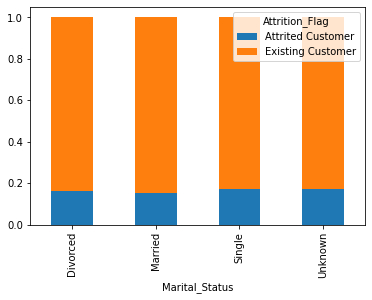 1.0
0.8
0.6
0.4
0.2
0.0
Attrition_Flag
Attrited Customer
Existing Customer
Divorced
Married
Single
Unknown
Marital_Status